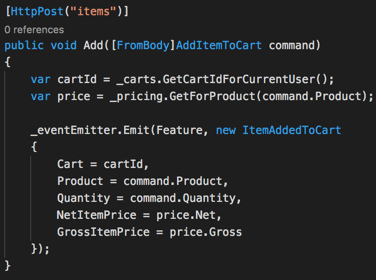 [HttpPost("items")]
0 references
public void Add([FromBody]AddItemToCart command)
{
    var cartId = _carts.GetCartIdForCurrentUser();
    var price = _pricing.GetForProduct(command.Product);

    _eventEmitter.Emit(Feature, new ItemAddedToCart
    {
        Cart = cartId,
        Product = command.Product,
        Quantity = command.Quantity,
        NetItemPrice = price.Net,
        GrossItemPrice = price.Gross
    });
}